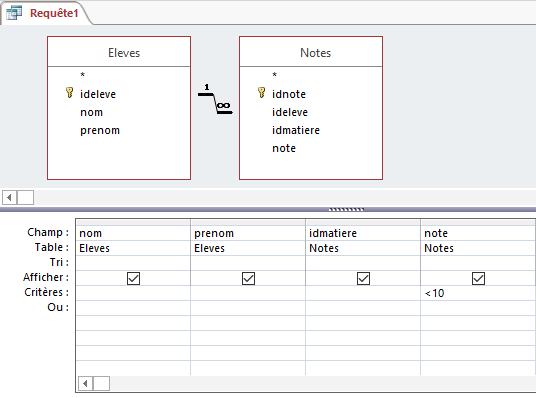 Requête1
Eleves
*
ideleve
nom
prenom
1
∞
Notes
*
idnote
ideleve
idmatiere
note
Champ : nom prenom idmatiere note
Table : Eleves Eleves Notes Notes
Tri :
Afficher :
Critères : <10
Ou :